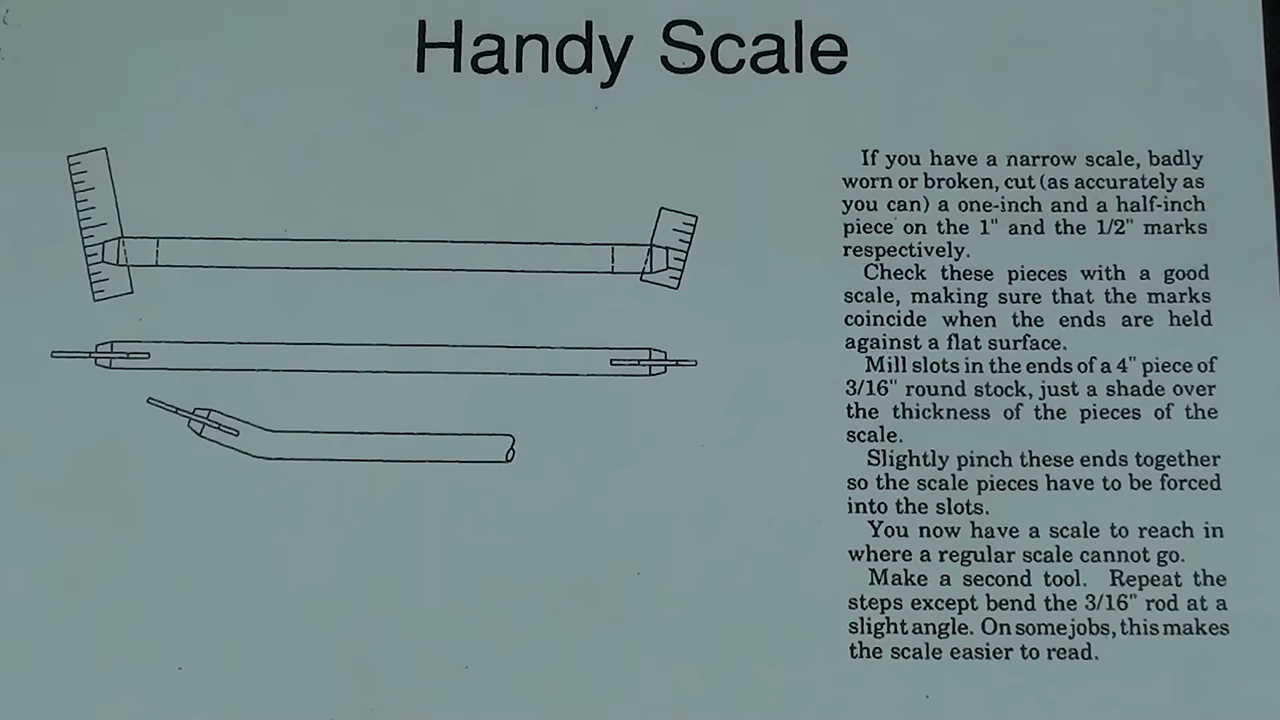 Handy Scale
If you have a narrow scale, badly
worn or broken, cut (as accurately as
you can) a one-inch and a half-inch
piece on the 1" and the 1/2" marks
respectively.
Check these pieces with a good
scale, making sure that the marks
coincide when the ends are held
against a flat surface.
Mill slots in the ends of a 4" piece of
3/16" round stock, just a shade over
the thickness of the pieces of the
scale.
Slightly pinch these ends together
so the scale pieces have to be forced
into the slots.
You now have a scale to reach in
where a regular scale cannot go.
Make a second tool. Repeat the
steps except bend the 3/16" rod at a
slight angle. On some jobs, this makes
the scale easier to read.